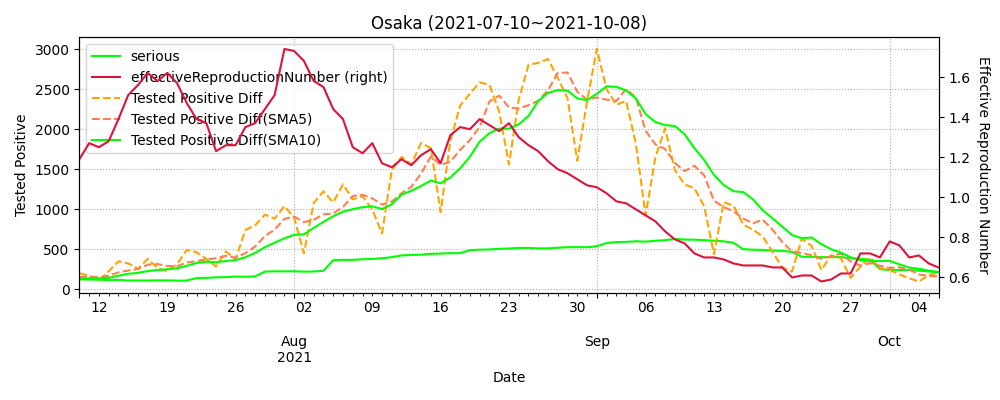 Osaka (2021-07-10~2021-10-08)
serious
effectiveReproductionNumber (right)
Tested Positive Diff
Tested Positive Diff(SMA5)
Tested Positive Diff(SMA10)
Tested Positive
3000
2500
2000
1500
1000
500
0
1.6
1.4
1.2
1.0
0.8
0.6
Effective Reproduction Number
12 19 26 02 09 16 23 30 06 13 20 27 04
Aug Sep Oct
2021
Date